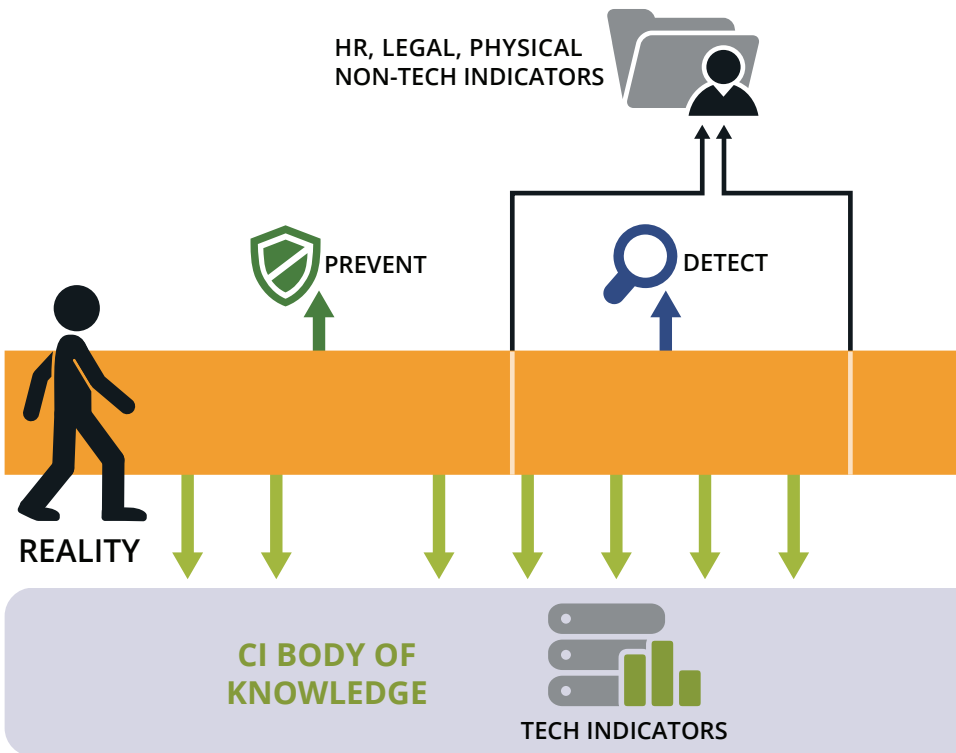 HR, LEGAL, PHYSICAL
NON-TECH INDICATORS
PREVENT
DETECT
REALITY
CI BODY OF
KNOWLEDGE
TECH INDICATORS